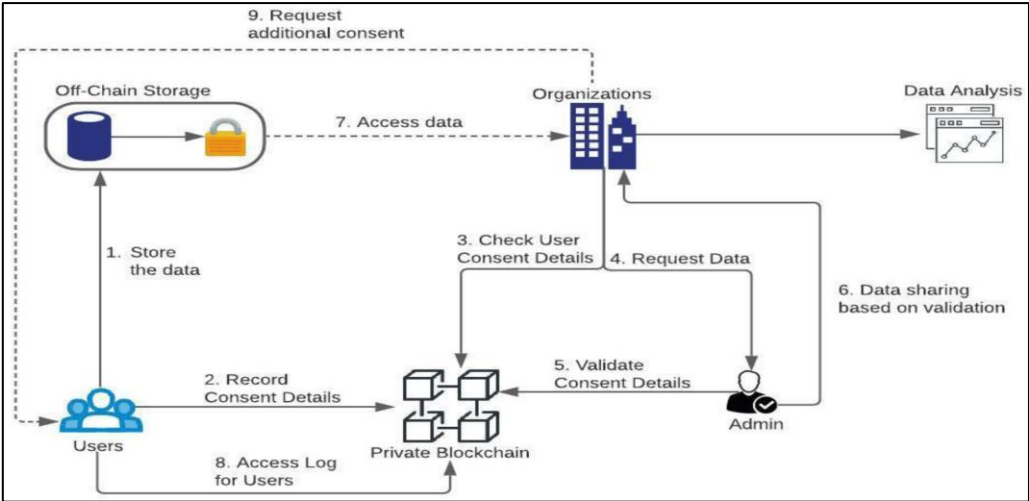 9. Request
additional consent
Off-Chain Storage
Organizations
Data Analysis
7. Access data
1. Store
the data
3. Check User
Consent Details
4. Request Data
6. Data sharing
based on validation
2. Record
Consent Details
5. Validate
Consent Details
Users
Private Blockchain
Admin
8. Access Log
for Users